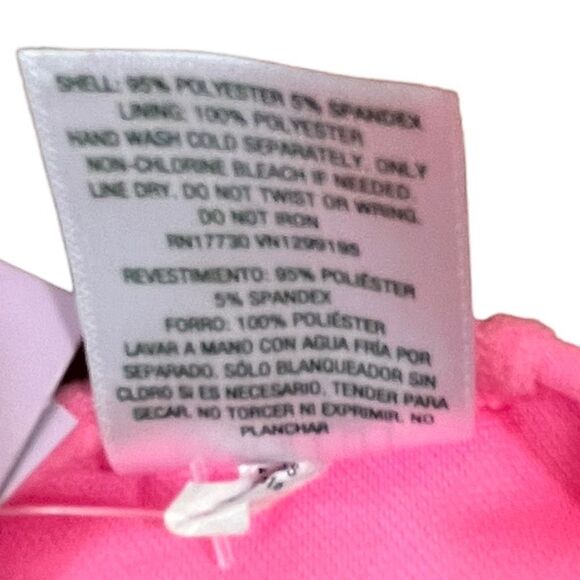 SHELL: 95% POLYESTER 5% SPANDEX
LINING: 100% POLYESTER
HAND WASH COLD SEPARATELY. ONLY
NON-CHLORINE BLEACH IF NEEDED.
LINE DRY. DO NOT TWIST OR WRING.
DO NOT IRON
RN17730 VN1299195
REVESTIMIENTO: 95% POLIÉSTER
5% SPANDEX
FORRO: 100% POLIÉSTER
LAVAR A MANO CON AGUA FRÍA POR
SEPARADO. SÓLO BLANQUEADOR SIN
CLORO SI ES NECESARIO, TENDER PARA
SECAR. NO TORCER NI EXPRIMIR. NO
PLANCHAR